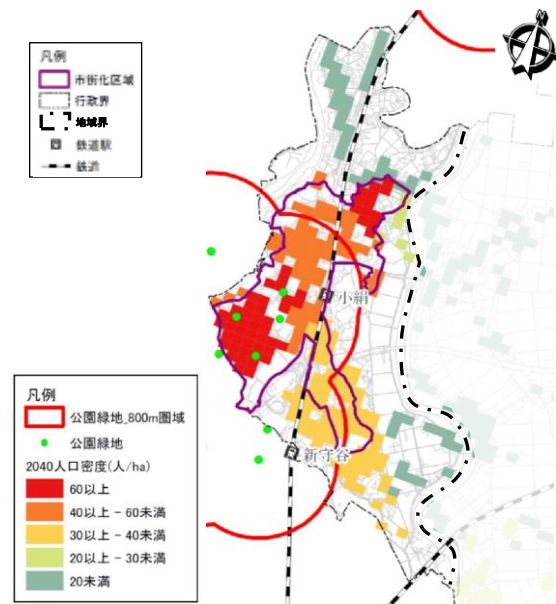 凡例
市街化区域
行政界
地域界
鉄道駅
鉄道
小絹
新守谷
凡例
公園緑地_800m圏域
公園緑地
2040人口密度(人/ha)
60以上
40以上 - 60未満
30以上 - 40未満
20以上 - 30未満
20未満